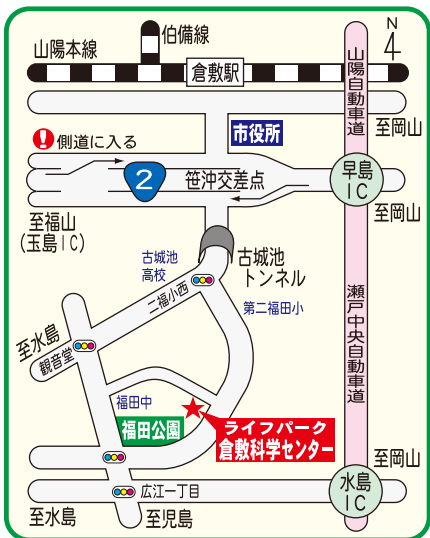 伯備線
N
4
山陽本線
倉敷駅
山陽自動車道
至岡山
市役所
側道に入る
2
笹沖交差点
早島
IC
至岡山
至福山
(玉島IC)
古城池
高校
古城池
トンネル
二福小西
第二福田小
瀬戸中央自動車道
至水島
観音堂
福田中
福田公園
ライフパーク
倉敷科学センター
至岡山
水島
IC
広江一丁目
至水島
至児島